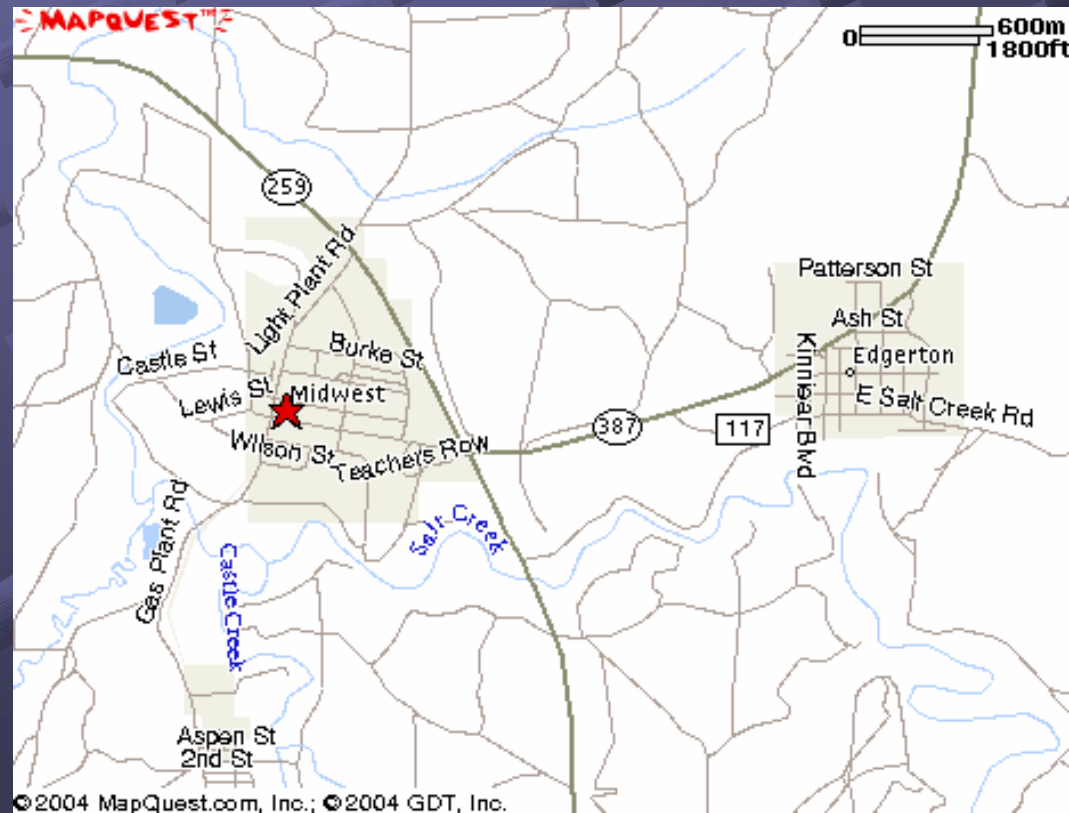 MAPQUEST™
0 600m
1800ft
259
Light Plant Rd
Patterson St
Ash St
Burke St
Castle St
Edgerton
Kinniear Blvd
Lewis St
Midwest
E Salt Creek Rd
387
117
Wilson St
Teachers Row
Salt Creek
Gas Plant Rd
Castle Creek
Aspen St
2nd St
©2004 MapQuest.com, Inc.; ©2004 GDT, Inc.